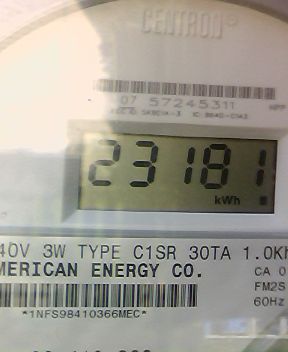 CENTRON®
07 57245311
23181
kWh
40V 3W TYPE C1SR 30TA 1.0Kh
MERICAN ENERGY CO.
CA 0
FM2S
60Hz
*1NFS98410366MEC*